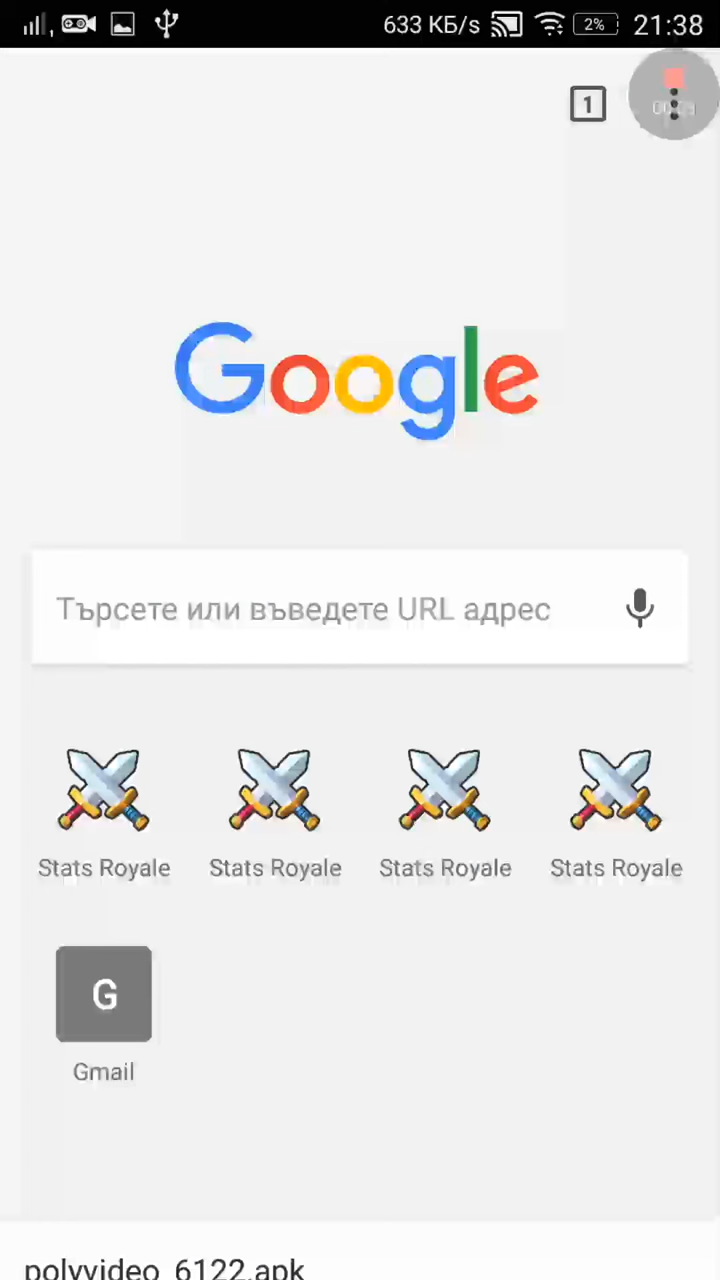 633 КБ/s 2% 21:38
1
Google
Търсете или въведете URL адрес
Stats Royale Stats Royale Stats Royale Stats Royale
G
Gmail
polyvideo_6122.apk